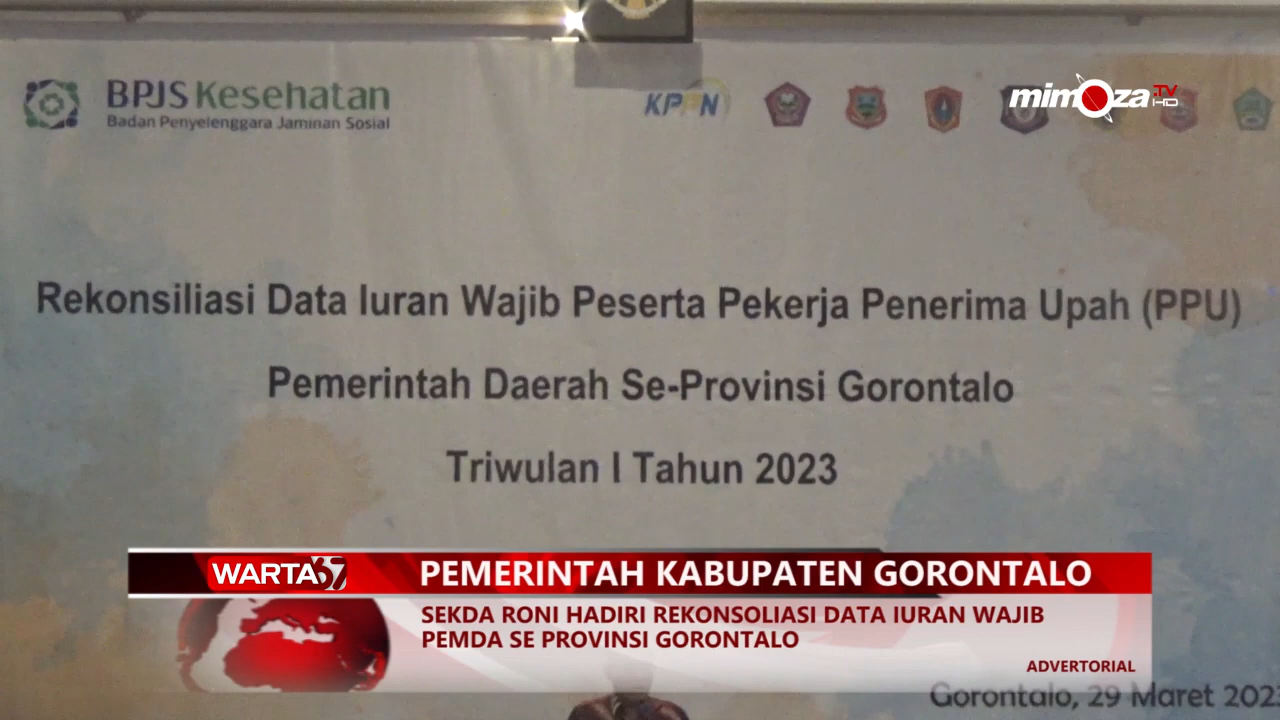 BPJS Kesehatan
Badan Penyelenggara Jaminan Sosial
KPPN
mimoza.TV
HD
Rekonsiliasi Data Iuran Wajib Peserta Pekerja Penerima Upah (PPU)
Pemerintah Daerah Se-Provinsi Gorontalo
Triwulan I Tahun 2023
WARTA37
PEMERINTAH KABUPATEN GORONTALO
SEKDA RONI HADIRI REKONSOLIASI DATA IURAN WAJIB
PEMDA SE PROVINSI GORONTALO
ADVERTORIAL
Gorontalo, 29 Maret 2023